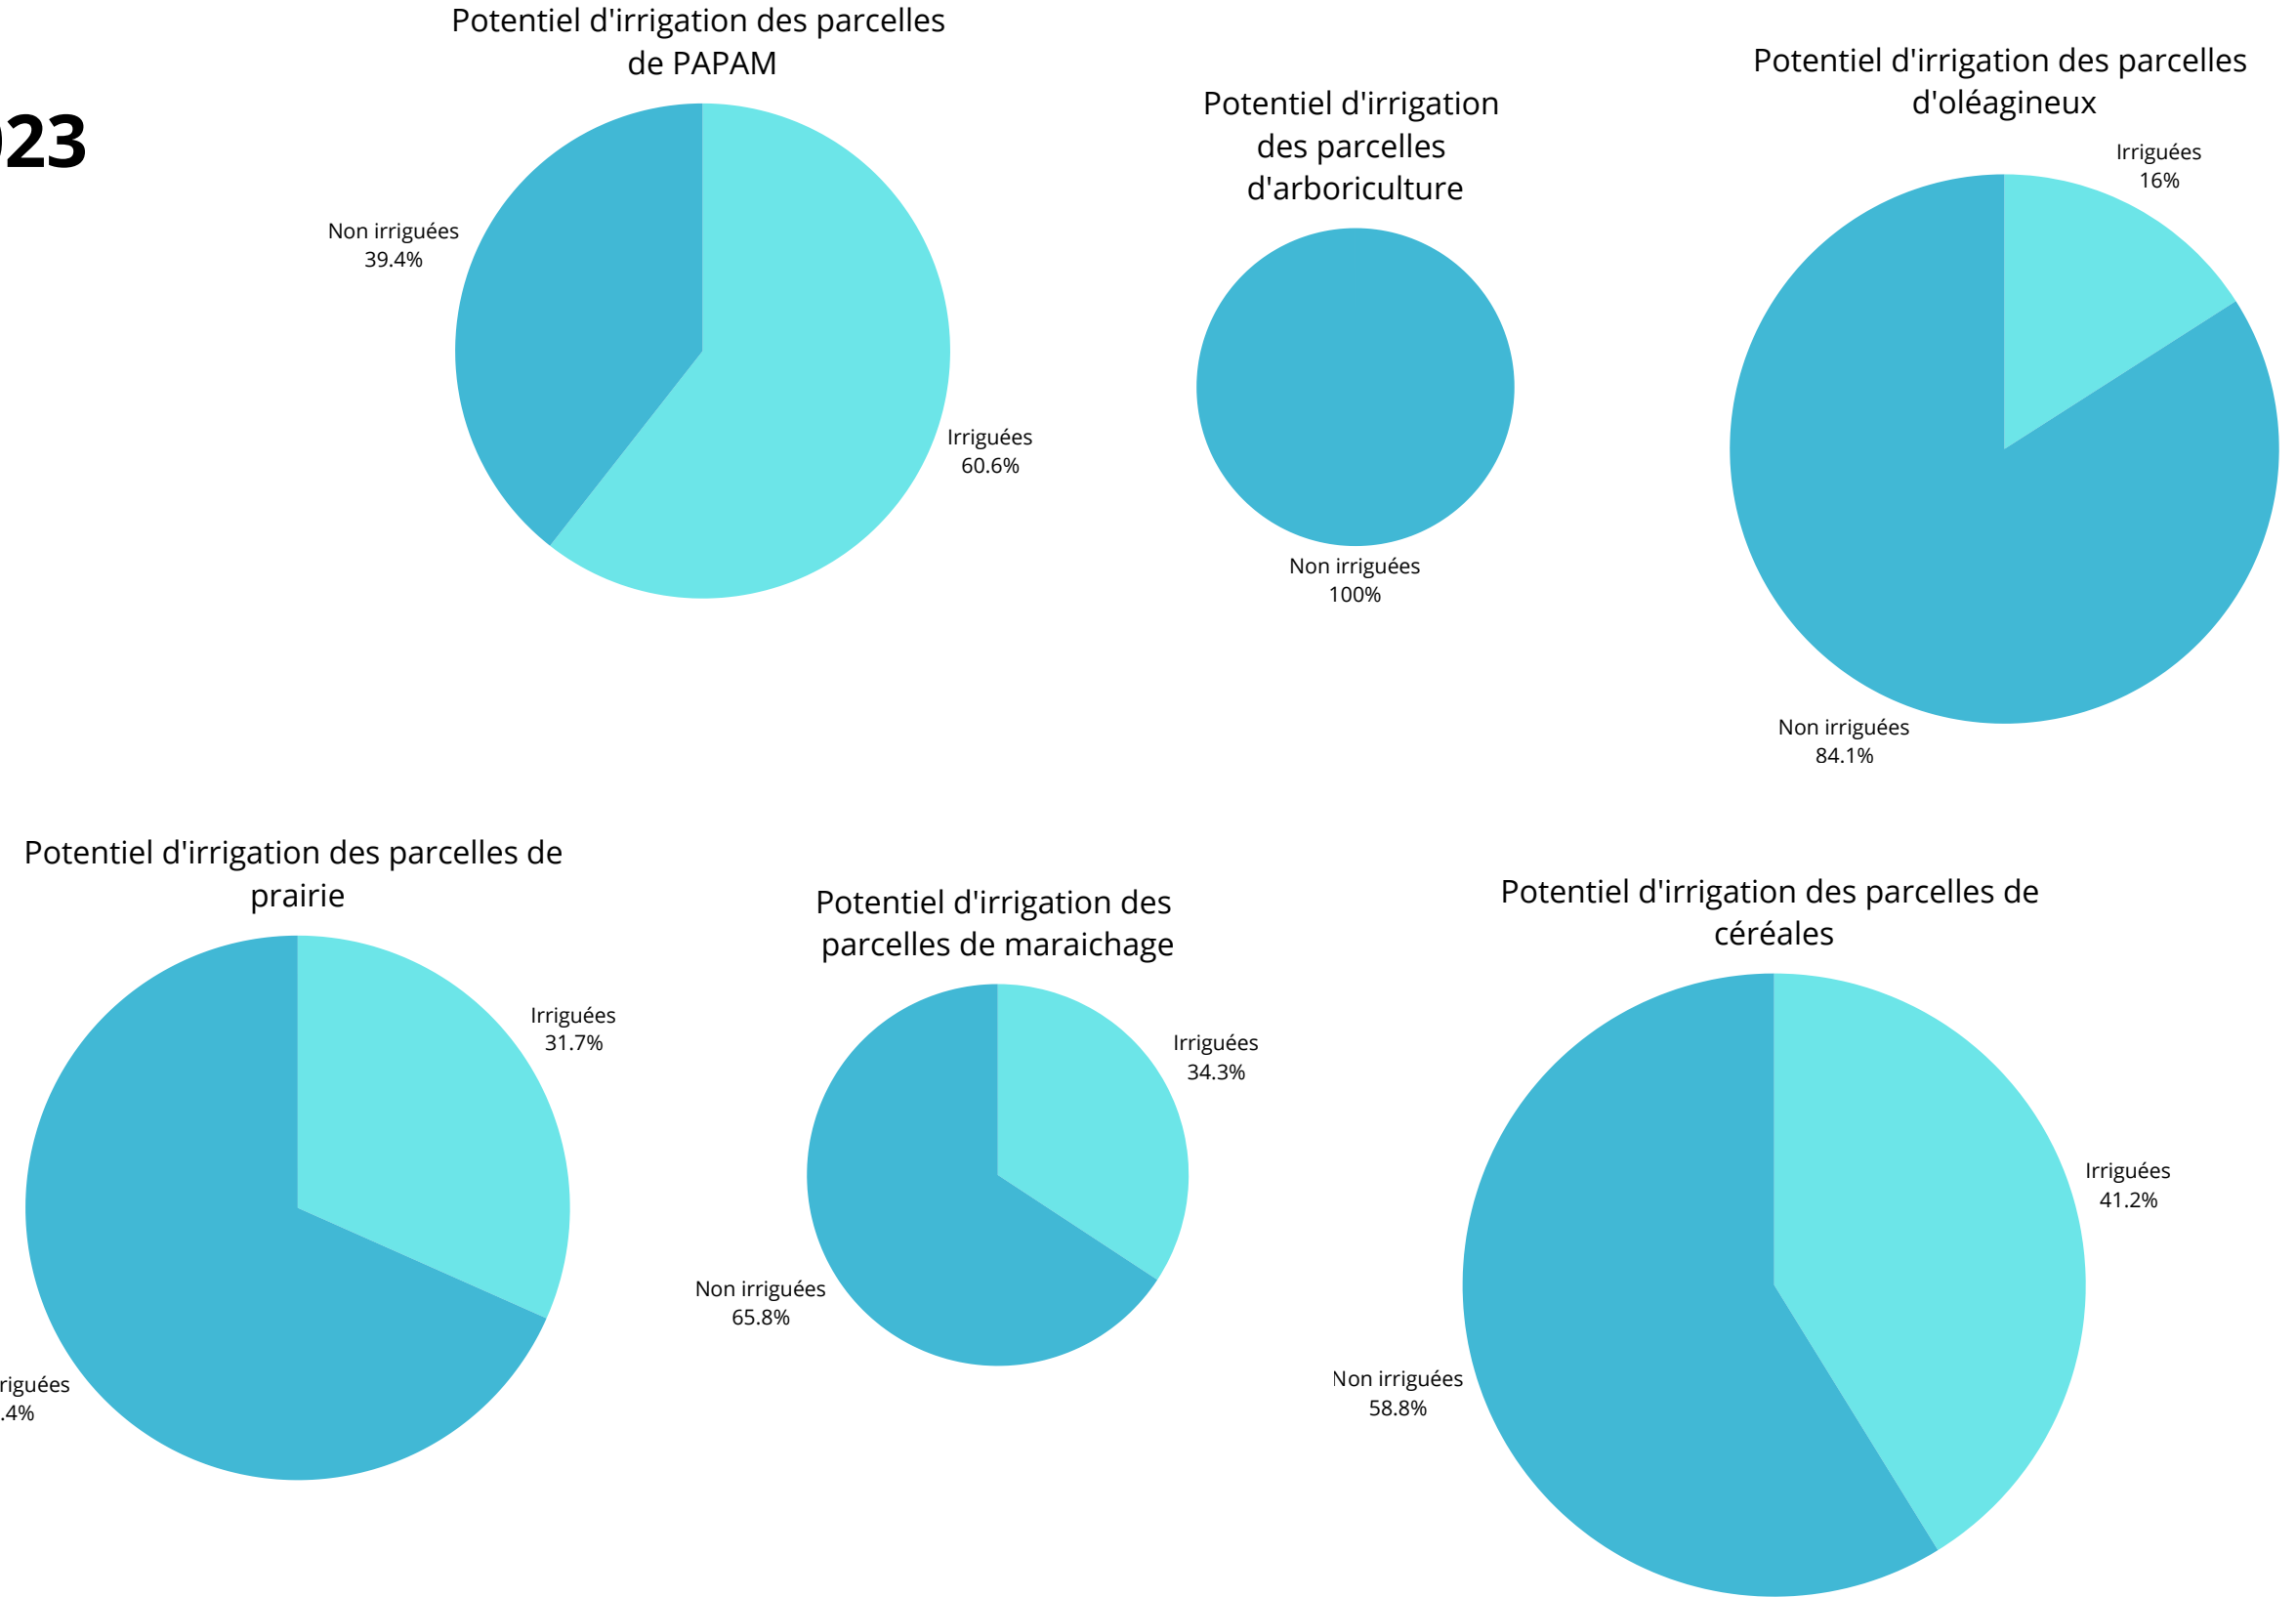 Potentiel d'irrigation des parcelles
de PAPAM
Non irriguées
39.4%
Irriguées
60.6%
Potentiel d'irrigation
des parcelles
d'arboriculture
Non irriguées
100%
Potentiel d'irrigation des parcelles
d'oléagineux
Irriguées
16%
Non irriguées
84.1%
Potentiel d'irrigation des parcelles de
prairie
Irriguées
31.7%
Potentiel d'irrigation des
parcelles de maraichage
Irriguées
34.3%
Non irriguées
65.8%
Potentiel d'irrigation des parcelles de
céréales
Irriguées
41.2%
Non irriguées
58.8%